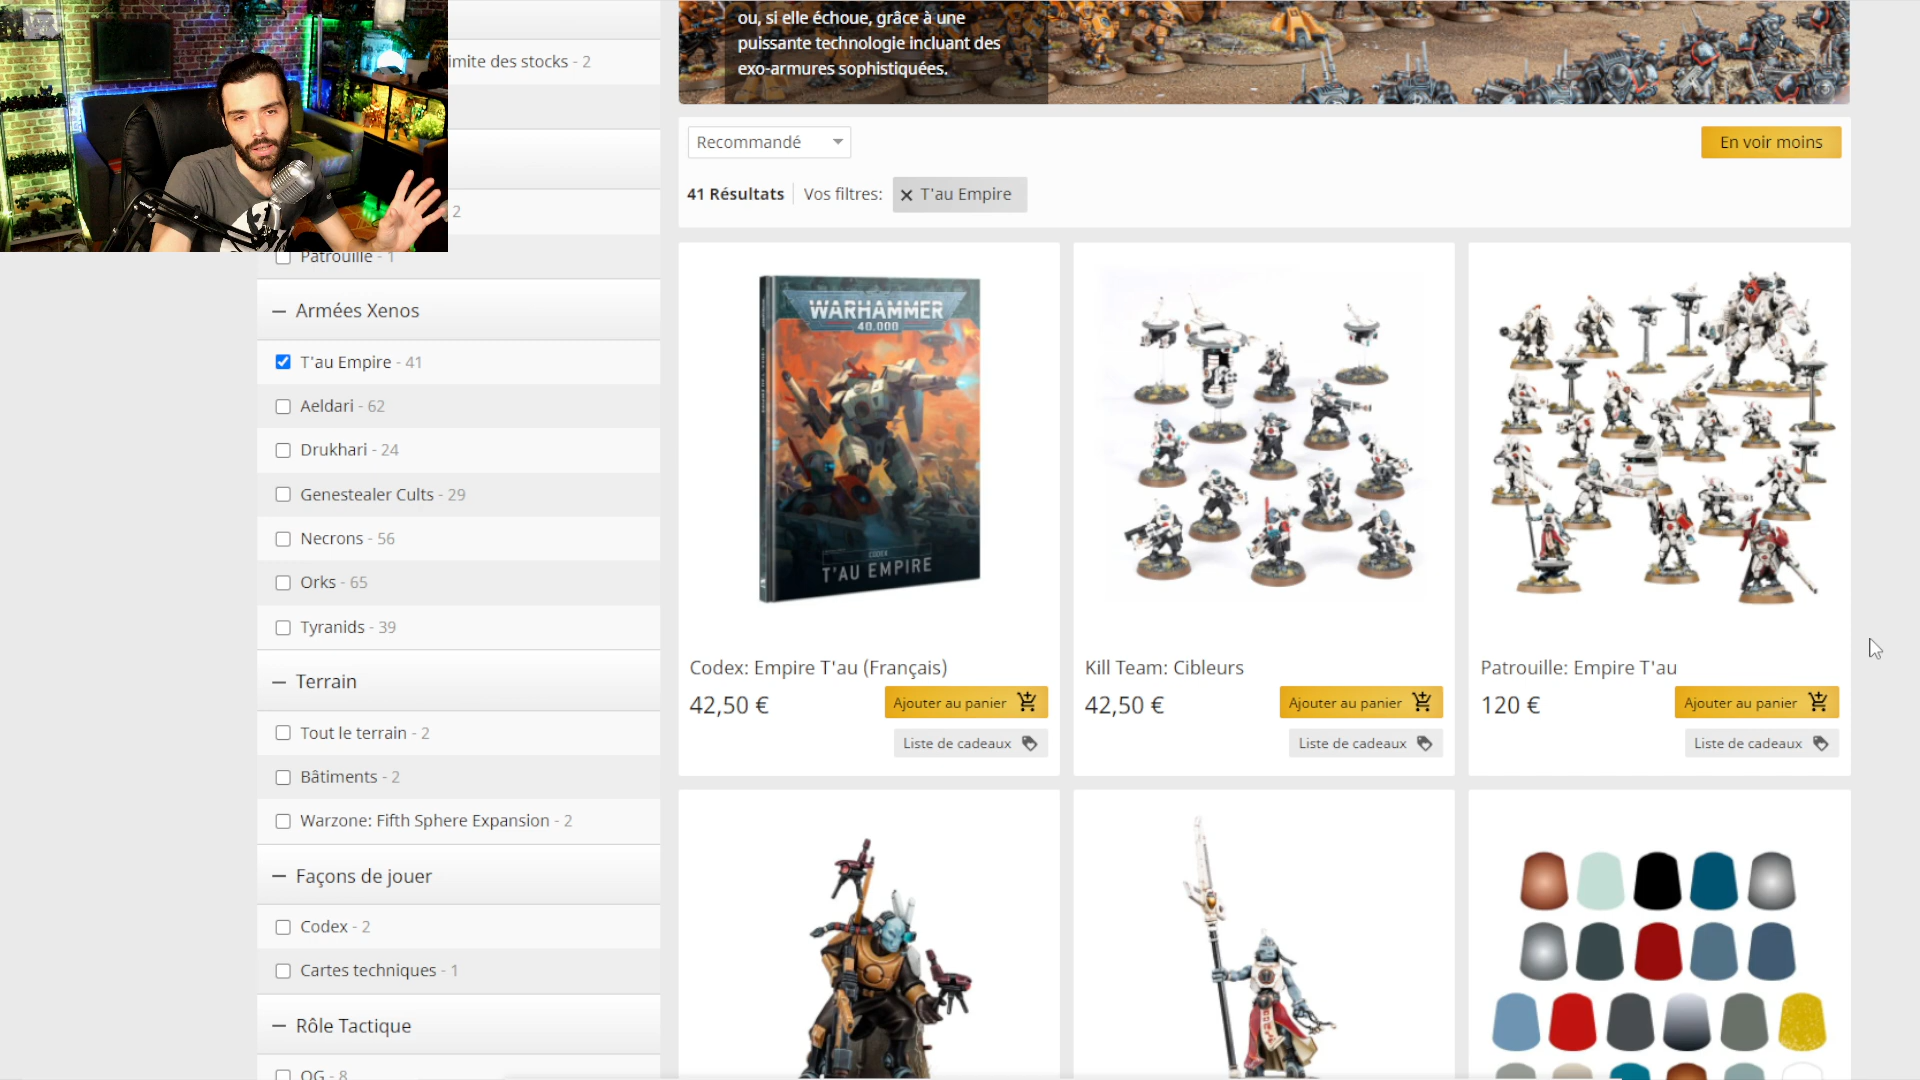 ou, si elle échoue, grâce à une
puissante technologie incluant des
exo-armures sophistiquées.
imite des stocks - 2
2
Patrouille - 1
Armées Xenos
T'au Empire - 41
Aeldari - 62
Drukhari - 24
Genestealer Cults - 29
Necrons - 56
Orks - 65
Tyranids - 39
Terrain
Tout le terrain - 2
Bâtiments - 2
Warzone: Fifth Sphere Expansion - 2
Façons de jouer
Codex - 2
Cartes techniques - 1
Rôle Tactique
QG - 8
Recommandé
En voir moins
41 Résultats
Vos filtres:
T'au Empire
WARHAMMER
40,000
CODEX
T'AU EMPIRE
Codex: Empire T'au (Français)
42,50 €
Ajouter au panier
Liste de cadeaux
Kill Team: Cibleurs
42,50 €
Ajouter au panier
Liste de cadeaux
Patrouille: Empire T'au
120 €
Ajouter au panier
Liste de cadeaux